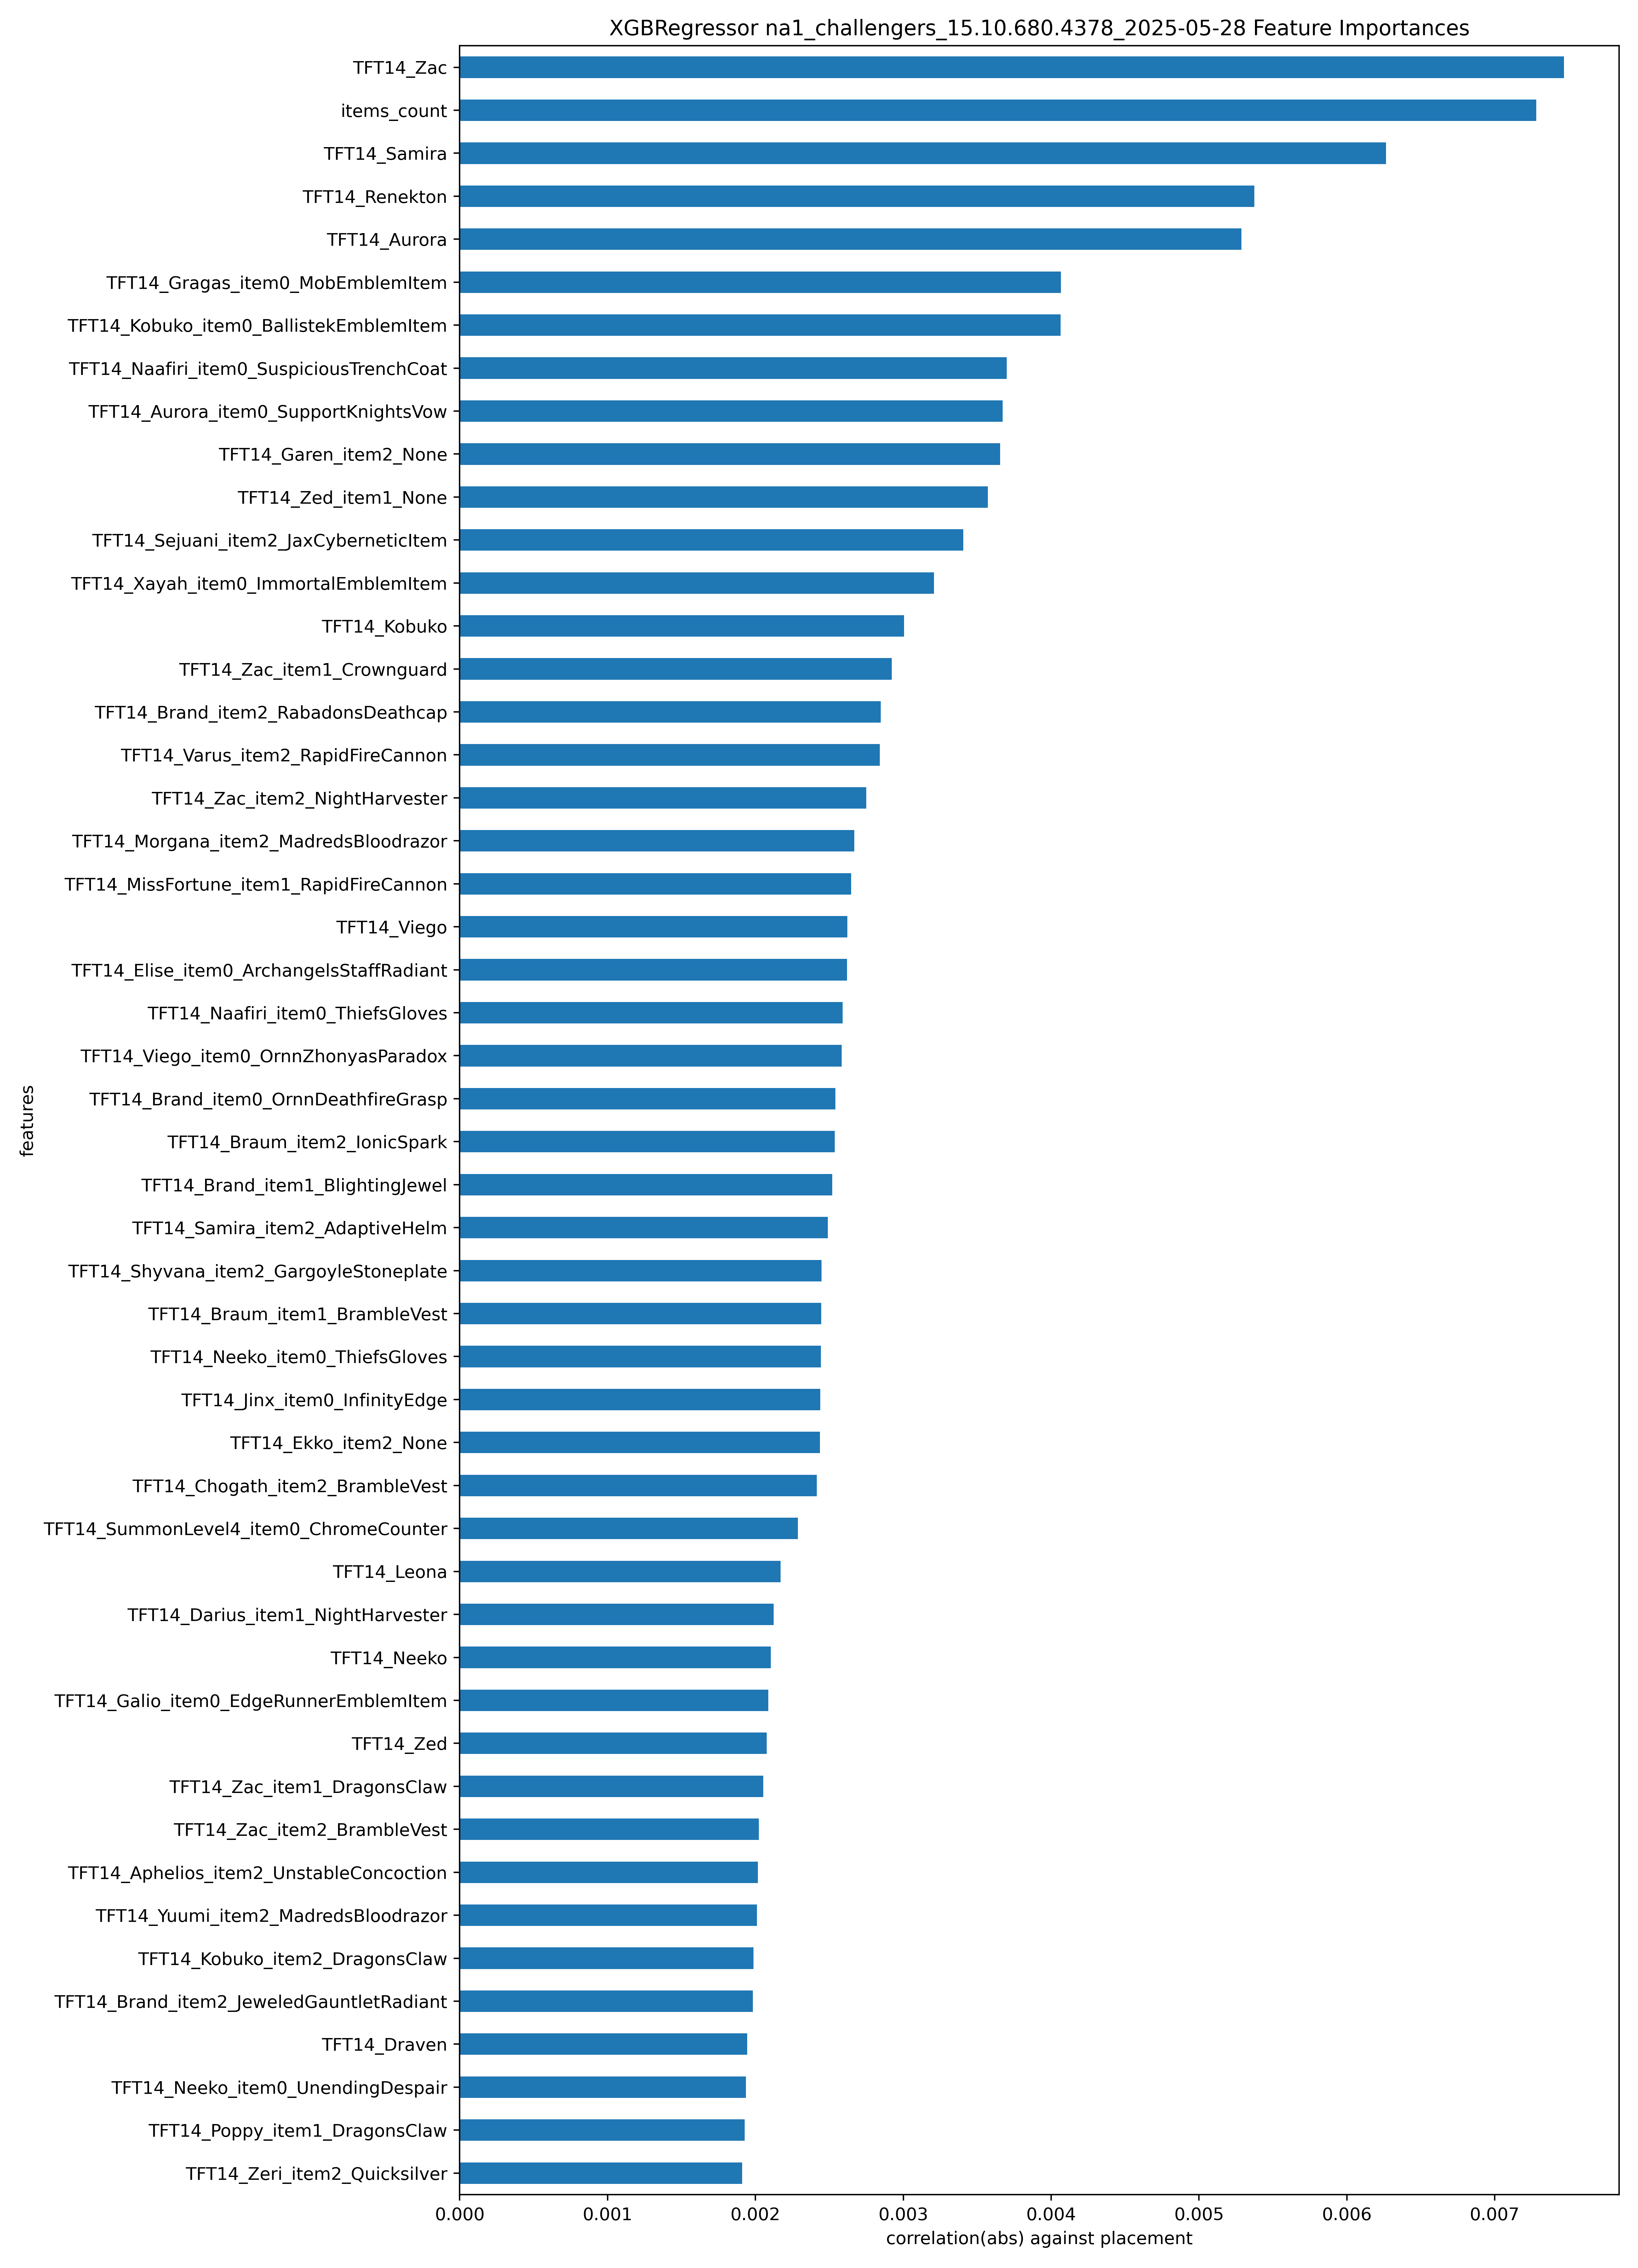 XGBRegressor na1_challengers_15.10.680.4378_2025-05-28 Feature Importances
TFT14_Zac
items_count
TFT14_Samira
TFT14_Renekton
TFT14_Aurora
TFT14_Gragas_item0_MobEmblemItem
TFT14_Kobuko_item0_BallistekEmblemItem
TFT14_Naafiri_item0_SuspiciousTrenchCoat
TFT14_Aurora_item0_SupportKnightsVow
TFT14_Garen_item2_None
TFT14_Zed_item1_None
TFT14_Sejuani_item2_JaxCyberneticItem
TFT14_Xayah_item0_ImmortalEmblemItem
TFT14_Kobuko
TFT14_Zac_item1_Crownguard
TFT14_Brand_item2_RabadonsDeathcap
TFT14_Varus_item2_RapidFireCannon
TFT14_Zac_item2_NightHarvester
TFT14_Morgana_item2_MadredsBloodrazor
TFT14_MissFortune_item1_RapidFireCannon
TFT14_Viego
TFT14_Elise_item0_ArchangelsStaffRadiant
TFT14_Naafiri_item0_ThiefsGloves
TFT14_Viego_item0_OrnnZhonyasParadox
TFT14_Brand_item0_OrnnDeathfireGrasp
TFT14_Braum_item2_IonicSpark
TFT14_Brand_item1_BlightingJewel
TFT14_Samira_item2_AdaptiveHelm
TFT14_Shyvana_item2_GargoyleStoneplate
TFT14_Braum_item1_BrambleVest
TFT14_Neeko_item0_ThiefsGloves
TFT14_Jinx_item0_InfinityEdge
TFT14_Ekko_item2_None
TFT14_Chogath_item2_BrambleVest
TFT14_SummonLevel4_item0_ChromeCounter
TFT14_Leona
TFT14_Darius_item1_NightHarvester
TFT14_Neeko
TFT14_Galio_item0_EdgeRunnerEmblemItem
TFT14_Zed
TFT14_Zac_item1_DragonsClaw
TFT14_Zac_item2_BrambleVest
TFT14_Aphelios_item2_UnstableConcoction
TFT14_Yuumi_item2_MadredsBloodrazor
TFT14_Kobuko_item2_DragonsClaw
TFT14_Brand_item2_JeweledGauntletRadiant
TFT14_Draven
TFT14_Neeko_item0_UnendingDespair
TFT14_Poppy_item1_DragonsClaw
TFT14_Zeri_item2_Quicksilver
features
0.000 0.001 0.002 0.003 0.004 0.005 0.006 0.007
correlation(abs) against placement